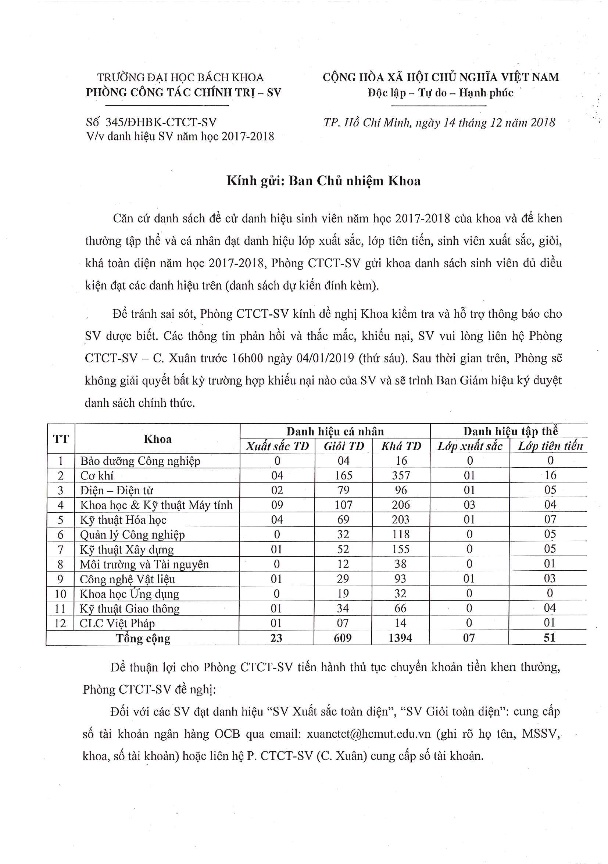 TRƯỜNG ĐẠI HỌC BÁCH KHOA
PHÒNG CÔNG TÁC CHÍNH TRỊ – SV
CỘNG HÒA XÃ HỘI CHỦ NGHĨA VIỆT NAM
Độc lập – Tự do – Hạnh phúc
Số 345/ĐHBK-CTCT-SV
V/v danh hiệu SV năm học 2017-2018
TP. Hồ Chí Minh, ngày 14 tháng 12 năm 2018
Kính gửi: Ban Chủ nhiệm Khoa
Căn cứ danh sách đề cử danh hiệu sinh viên năm học 2017-2018 của khoa và để khen
thưởng tập thể và cá nhân đạt danh hiệu lớp xuất sắc, lớp tiên tiến, sinh viên xuất sắc, giỏi,
khá toàn diện năm học 2017-2018, Phòng CTCT-SV gửi khoa danh sách sinh viên đủ điều
kiện đạt các danh hiệu trên (danh sách dự kiến đính kèm).
Để tránh sai sót, Phòng CTCT-SV kính đề nghị Khoa kiểm tra và hỗ trợ thông báo cho
SV được biết. Các thông tin phản hồi và thắc mắc, khiếu nại, SV vui lòng liên hệ Phòng
CTCT-SV – C. Xuân trước 16h00 ngày 04/01/2019 (thứ sáu). Sau thời gian trên, Phòng sẽ
không giải quyết bất kỳ trường hợp khiếu nại nào của SV và sẽ trình Ban Giám hiệu ký duyệt
danh sách chính thức.
TT Khoa Danh hiệu cá nhân Danh hiệu tập thể
Xuất sắc TD Giỏi TD Khá TD Lớp xuất sắc Lớp tiên tiến
1 Bảo dưỡng Công nghiệp 0 04 16 0 0
2 Cơ khí 04 165 357 01 16
3 Điện – Điện tử 02 79 96 01 05
4 Khoa học & Kỹ thuật Máy tính 09 107 206 03 04
5 Kỹ thuật Hóa học 04 69 203 01 07
6 Quản lý Công nghiệp 0 32 118 0 05
7 Kỹ thuật Xây dựng 01 52 155 0 05
8 Môi trường và Tài nguyên 0 12 38 0 01
9 Công nghệ Vật liệu 01 29 93 01 03
10 Khoa học Ứng dụng 0 19 32 0 0
11 Kỹ thuật Giao thông 01 34 66 0 04
12 CLC Việt Pháp 01 07 14 0 01
Tổng cộng 23 609 1394 07 51
Để thuận lợi cho Phòng CTCT-SV tiến hành thủ tục chuyển khoản tiền khen thưởng,
Phòng CTCT-SV đề nghị:
Đối với các SV đạt danh hiệu “SV Xuất sắc toàn diện”, “SV Giỏi toàn diện”: cung cấp
số tài khoản ngân hàng OCB qua email: xuanctct@hcmut.edu.vn (ghi rõ họ tên, MSSV,
khoa, số tài khoản) hoặc liên hệ P. CTCT-SV (C. Xuân) cung cấp số tài khoản.